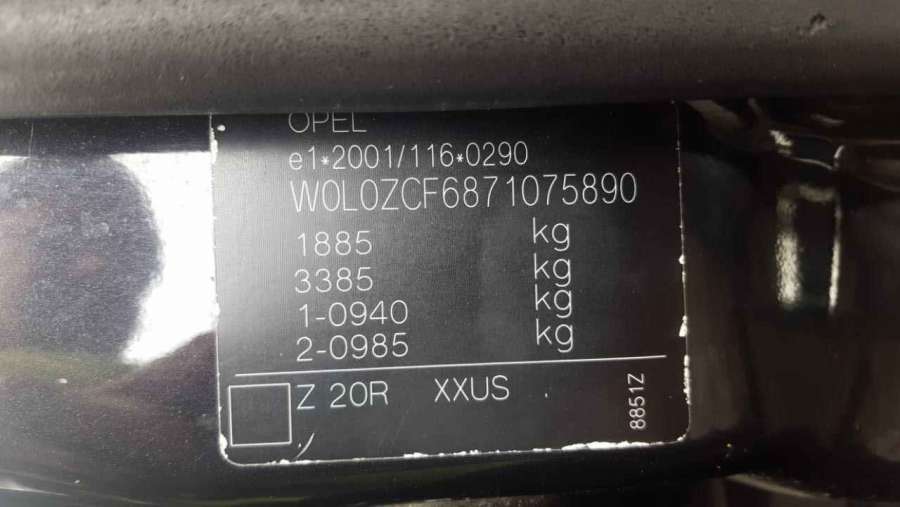 OPEL
e1*2001/116*0290
W0L0ZCF6871075890
1885 kg
3385 kg
1-0940 kg
2-0985 kg
Z 20R XXUS
8851Z